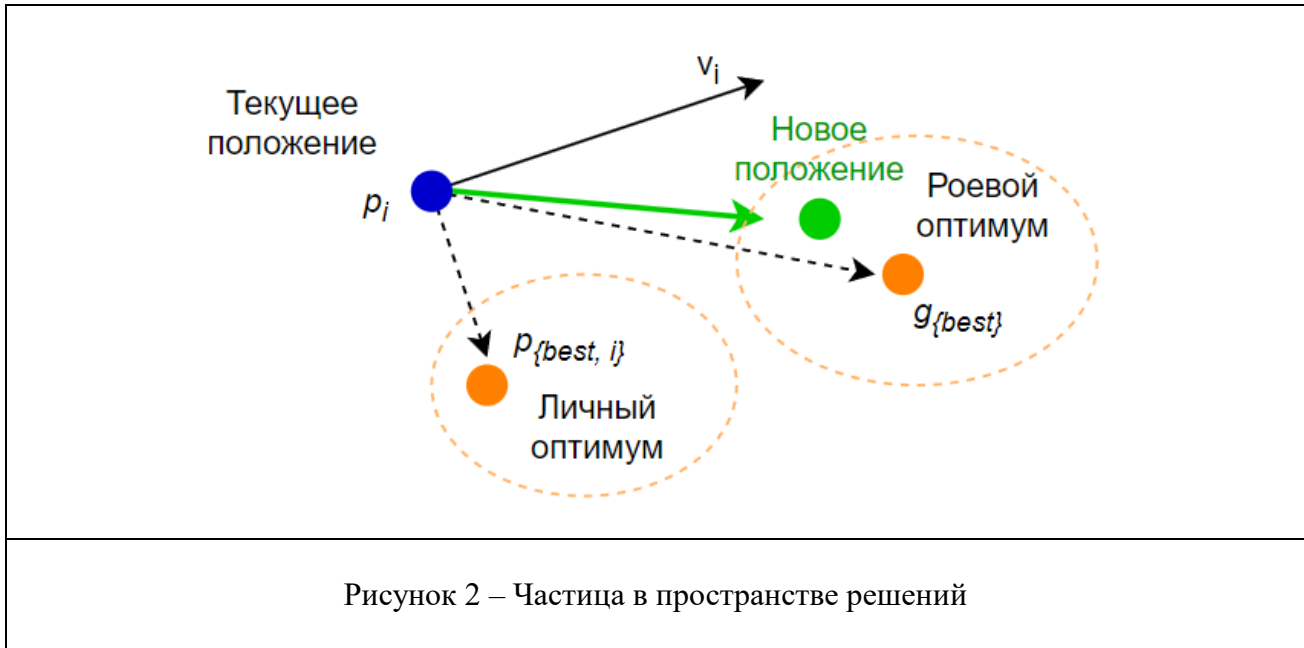 v_i
Текущее
положение
p_i
Новое
положение
Роевой
оптимум
g_{best}
p_{best, i}
Личный
оптимум
Рисунок 2 – Частица в пространстве решений